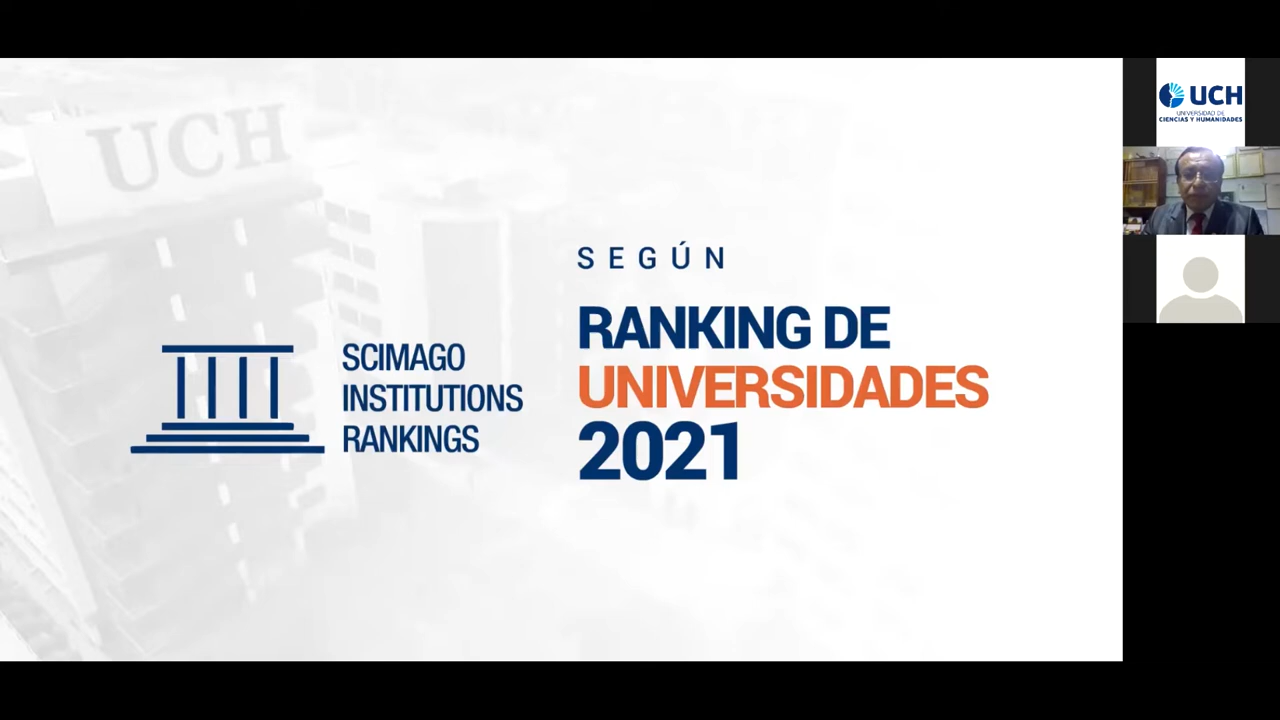 UCH
SEGÚN
RANKING DE
UNIVERSIDADES
2021
SCIMAGO
INSTITUTIONS
RANKINGS
UCH
UNIVERSIDAD DE
CIENCIAS Y HUMANIDADES